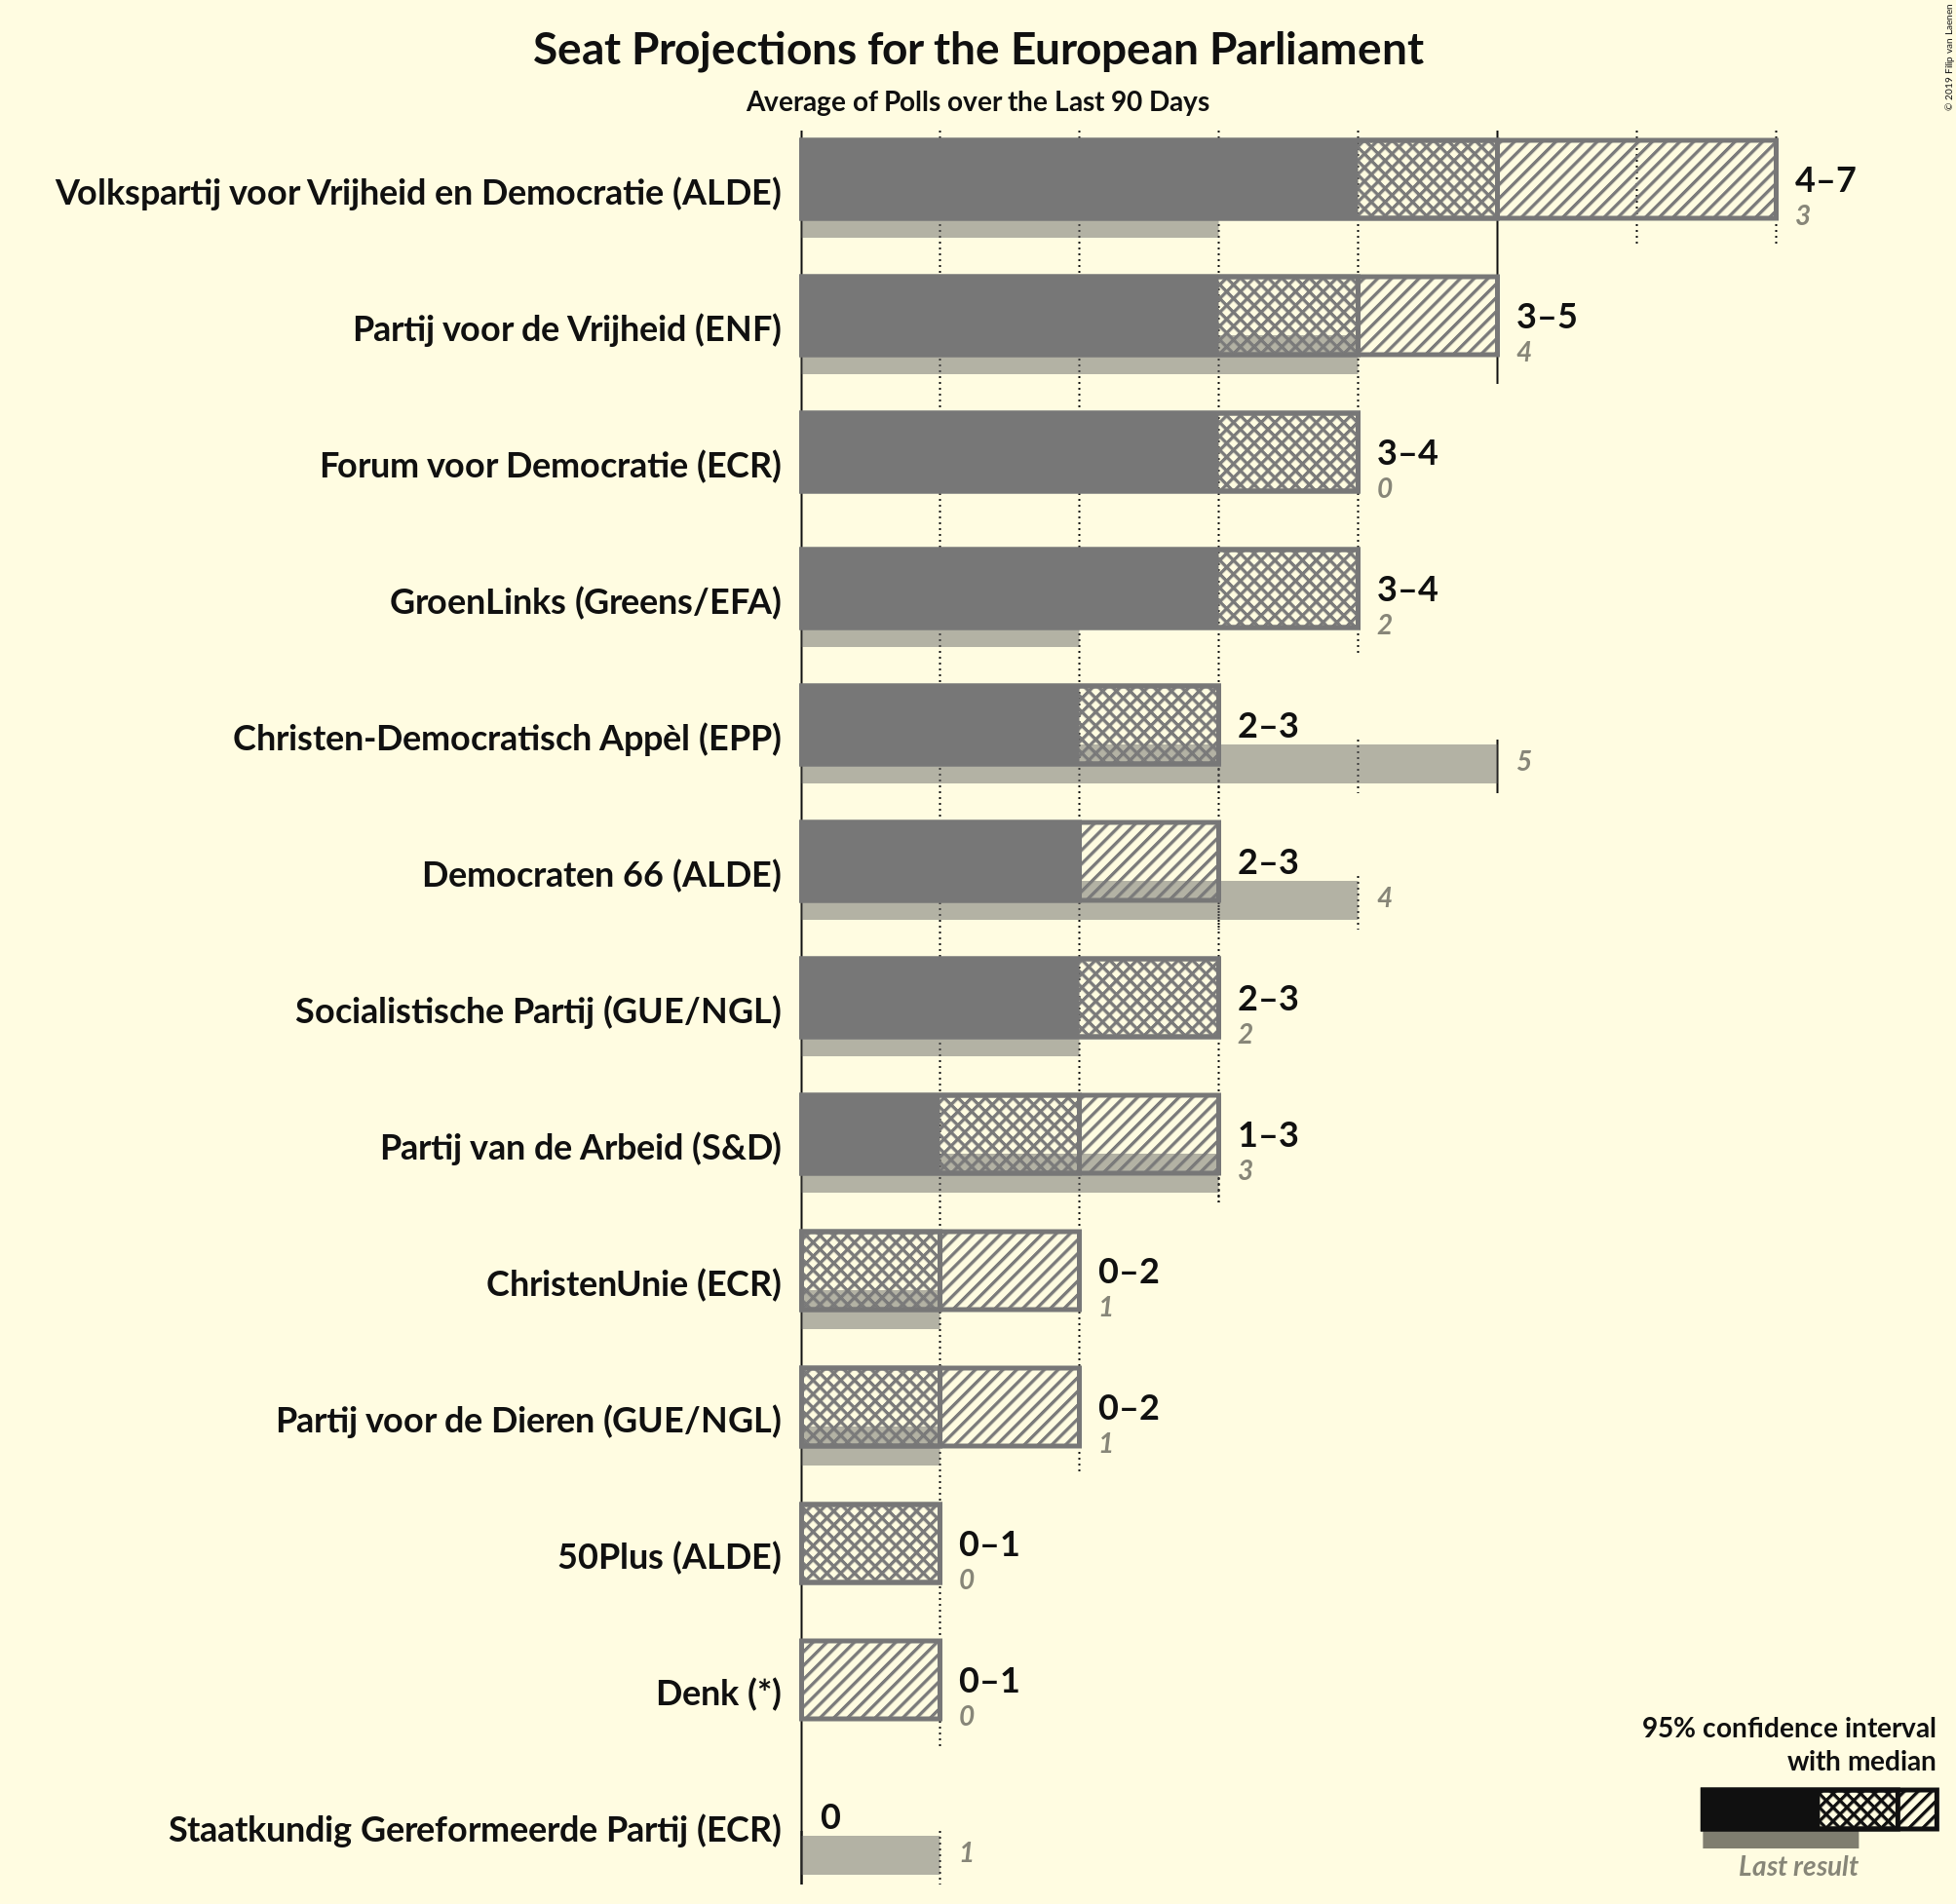 Seat Projections for the European Parliament
Average of Polls over the Last 90 Days
© 2019 Filip van Laenen
Volkspartij voor Vrijheid en Democratie (ALDE)
4–7
3
Partij voor de Vrijheid (ENF)
3–5
4
Forum voor Democratie (ECR)
3–4
0
GroenLinks (Greens/EFA)
3–4
2
Christen-Democratisch Appèl (EPP)
2–3
5
Democraten 66 (ALDE)
2–3
4
Socialistische Partij (GUE/NGL)
2–3
2
Partij van de Arbeid (S&D)
1–3
3
ChristenUnie (ECR)
0–2
1
Partij voor de Dieren (GUE/NGL)
0–2
1
50Plus (ALDE)
0–1
0
Denk (*)
0–1
0
Staatkundig Gereformeerde Partij (ECR)
0
1
95% confidence interval
with median
Last result